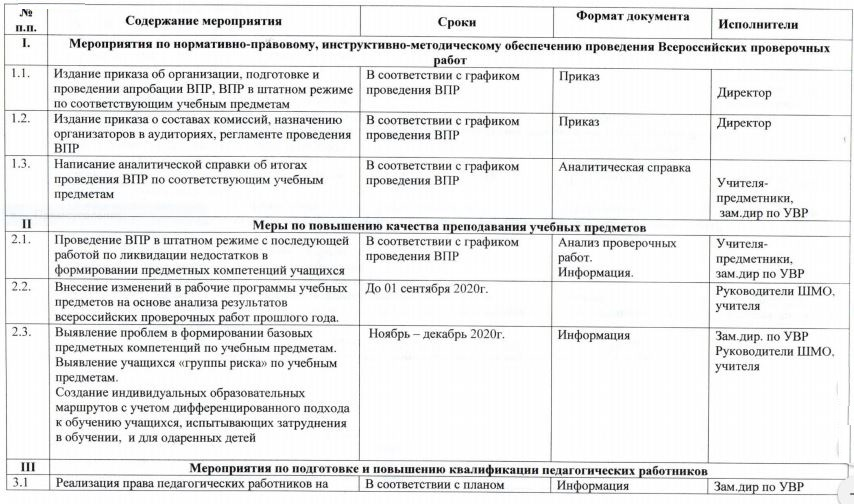 №
п.п.
Содержание мероприятия
Сроки
Формат документа
Исполнители
I.
Мероприятия по нормативно-правовому, инструктивно-методическому обеспечению проведения Всероссийских проверочных
работ
1.1.
Издание приказа об организации, подготовке и
проведении апробации ВПР, ВПР в штатном режиме
по соответствующим учебным предметам
В соответствии с графиком
проведения ВПР
Приказ
Директор
1.2.
Издание приказа о составах комиссий, назначению
организаторов в аудиториях, регламенте проведения
ВПР
В соответствии с графиком
проведения ВПР
Приказ
Директор
1.3.
Написание аналитической справки об итогах
проведения ВПР по соответствующим учебным
предметам
В соответствии с графиком
проведения ВПР
Аналитическая справка
Учителя-
предметники,
зам.дир по УВР
II
Меры по повышению качества преподавания учебных предметов
2.1.
Проведение ВПР в штатном режиме с последующей
работой по ликвидации недостатков в
формировании предметных компетенций учащихся
В соответствии с графиком
проведения ВПР
Анализ проверочных
работ.
Информация.
Учителя-
предметники,
зам.дир по УВР
2.2.
Внесение изменений в рабочие программы учебных
предметов на основе анализа результатов
всероссийских проверочных работ прошлого года.
До 01 сентября 2020г.
Руководители ШМО,
учителя
2.3.
Выявление проблем в формировании базовых
предметных компетенций по учебным предметам.
Выявление учащихся «группы риска» по учебным
предметам.
Создание индивидуальных образовательных
маршрутов с учетом дифференцированного подхода
к обучению учащихся, испытывающих затруднения
в обучении, и для одаренных детей
Ноябрь – декабрь 2020г.
Информация
Зам.дир. по УВР
Руководители ШМО,
учителя
III
Мероприятия по подготовке и повышению квалификации педагогических работников
3.1
Реализация права педагогических работников на
В соответствии с планом
Информация
Зам.дир по УВР